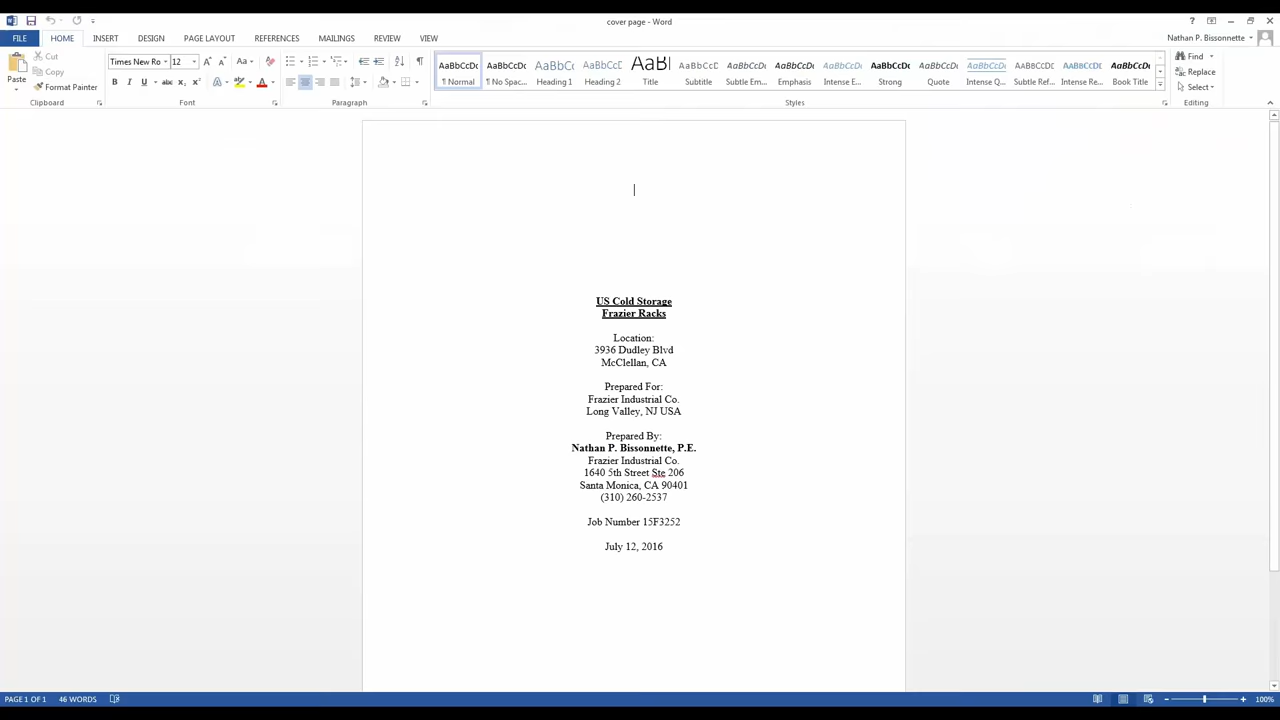 cover page - Word
FILE HOME INSERT DESIGN PAGE LAYOUT REFERENCES MAILINGS REVIEW VIEW
Nathan P. Bissonnette
Paste
Cut
Copy
Format Painter
Clipboard
Times New Ro 12
Font
Paragraph
AaBbCcDc AaBbCcDc AaBbCc AaBbCcC AaBl AaBbCcC AaBbCcDc AaBbCcDc AaBbCcDc AaBbCcDc AaBbCcDc AaBbCcDc AaBbCcDc AaBbCcDc AaBbCcDc
¶ Normal ¶ No Spac... Heading 1 Heading 2 Title Subtitle Subtle Em... Emphasis Intense E... Strong Quote Intense Q... Subtle Ref... Intense Re... Book Title
Styles
Find
Replace
Select
Editing
US Cold Storage
Frazier Racks
Location:
3936 Dudley Blvd
McClellan, CA
Prepared For:
Frazier Industrial Co.
Long Valley, NJ USA
Prepared By:
Nathan P. Bissonnette, P.E.
Frazier Industrial Co.
1640 5th Street Ste 206
Santa Monica, CA 90401
(310) 260-2537
Job Number 15F3252
July 12, 2016
PAGE 1 OF 1 46 WORDS
100%